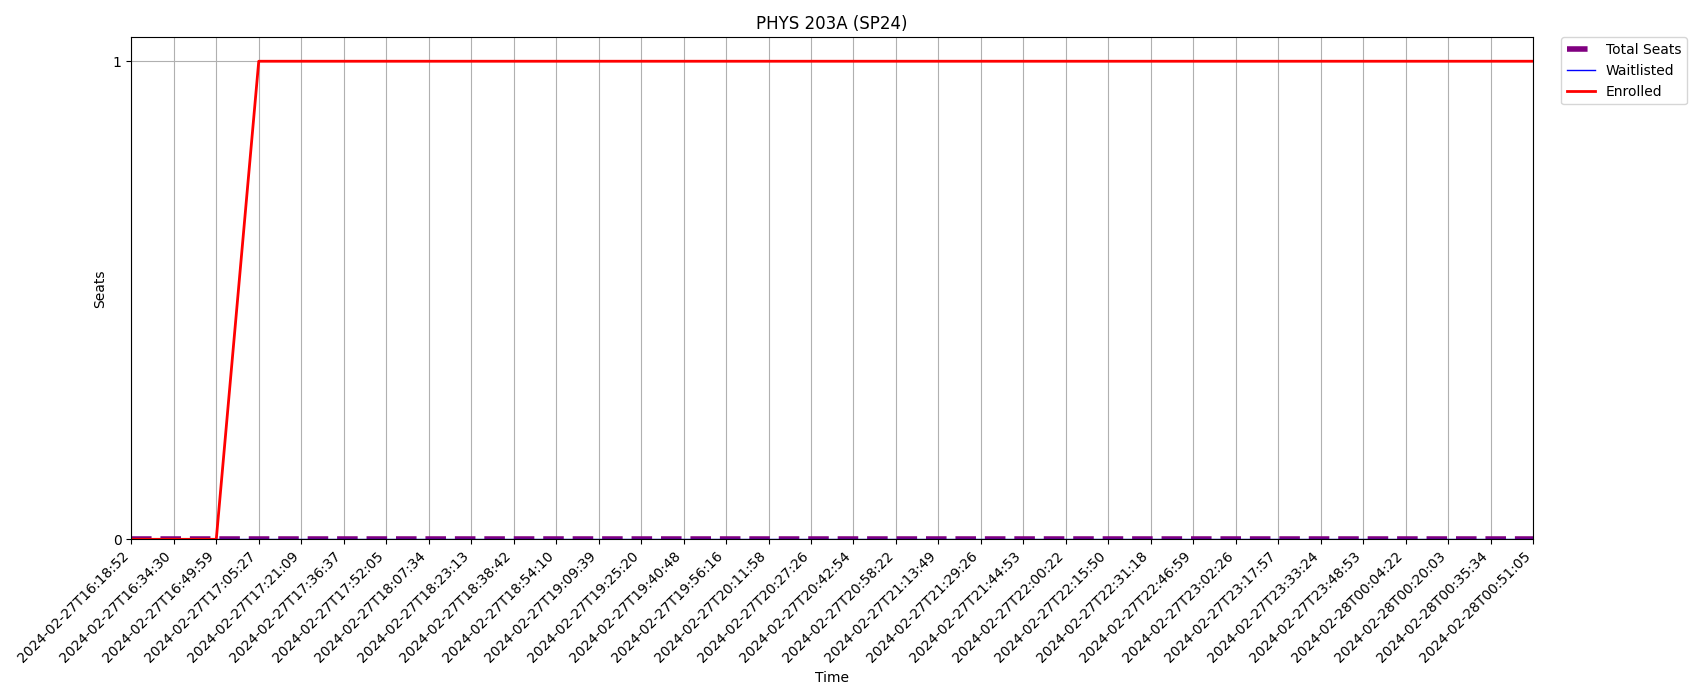 PHYS 203A (SP24)
Total Seats
Waitlisted
Enrolled
1
0
Seats
2024-02-27T16:18:52
2024-02-27T16:34:30
2024-02-27T16:49:59
2024-02-27T17:05:27
2024-02-27T17:21:09
2024-02-27T17:36:37
2024-02-27T17:52:05
2024-02-27T18:07:34
2024-02-27T18:23:13
2024-02-27T18:38:42
2024-02-27T18:54:10
2024-02-27T19:09:39
2024-02-27T19:25:20
2024-02-27T19:40:48
2024-02-27T19:56:16
2024-02-27T20:11:58
2024-02-27T20:27:26
2024-02-27T20:42:54
2024-02-27T20:58:22
2024-02-27T21:13:49
2024-02-27T21:29:26
2024-02-27T21:44:53
2024-02-27T22:00:22
2024-02-27T22:15:50
2024-02-27T22:31:18
2024-02-27T22:46:59
2024-02-27T23:02:26
2024-02-27T23:17:57
2024-02-27T23:33:24
2024-02-27T23:48:53
2024-02-28T00:04:22
2024-02-28T00:20:03
2024-02-28T00:35:34
2024-02-28T00:51:05
Time